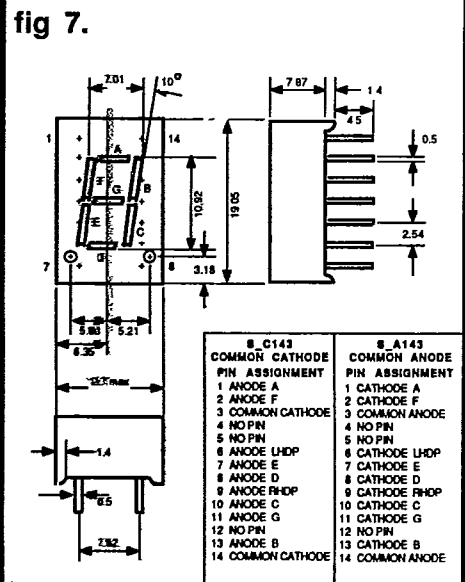 fig 7.
7.01
10°
7 87
1 4
4 5
1
14
A
0.5
G
B
10.92
19.05
C
2.54
7
8
3.18
5.21
6.35
S_C143
COMMON CATHODE
PIN ASSIGNMENT
1 ANODE A
2 ANODE F
3 COMMON CATHODE
4 NO PIN
5 NO PIN
6 ANODE LHDP
7 ANODE E
8 ANODE D
9 ANODE RHDP
10 ANODE C
11 ANODE G
12 NO PIN
13 ANODE B
14 COMMON CATHODE
S_A143
COMMON ANODE
PIN ASSIGNMENT
1 CATHODE A
2 CATHODE F
3 COMMON ANODE
4 NO PIN
5 NO PIN
6 CATHODE LHDP
7 CATHODE E
8 CATHODE D
9 CATHODE RHDP
10 CATHODE C
11 CATHODE G
12 NO PIN
13 CATHODE B
14 COMMON ANODE
1.4
0.5
7.62